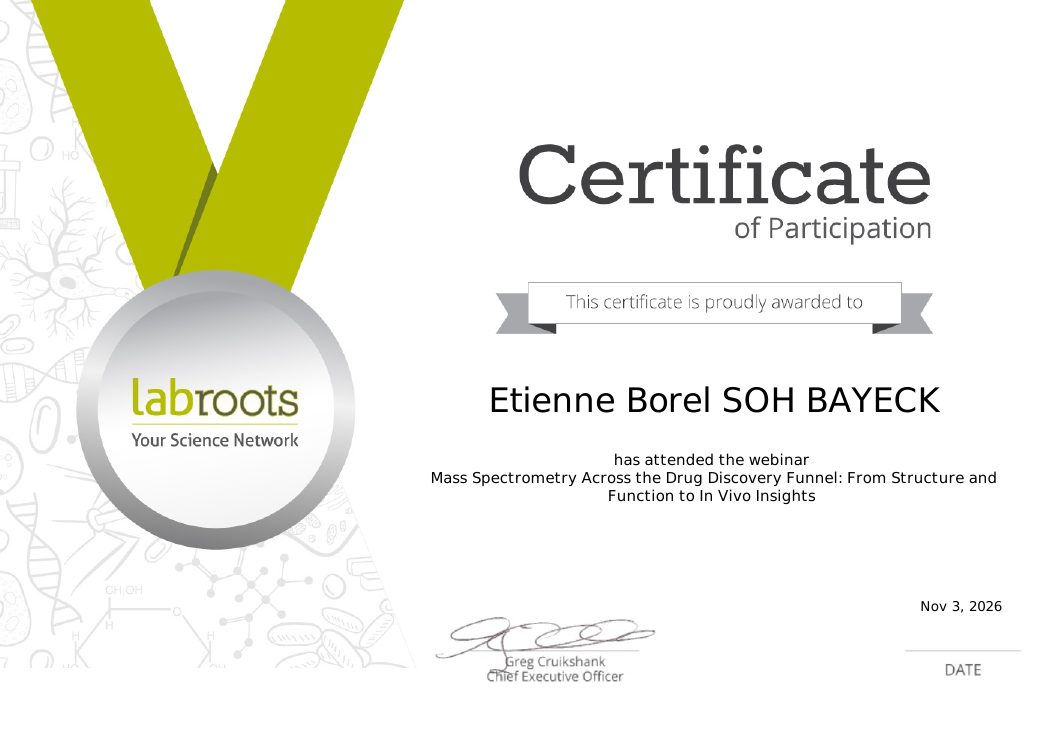 Certificate
of Participation
This certificate is proudly awarded to
labroots
Your Science Network
Etienne Borel SOH BAYECK
has attended the webinar
Mass Spectrometry Across the Drug Discovery Funnel: From Structure and
Function to In Vivo Insights
Nov 3, 2026
Greg Cruikshank
Chief Executive Officer
DATE
HO
CH₂OH
O
H
H
H